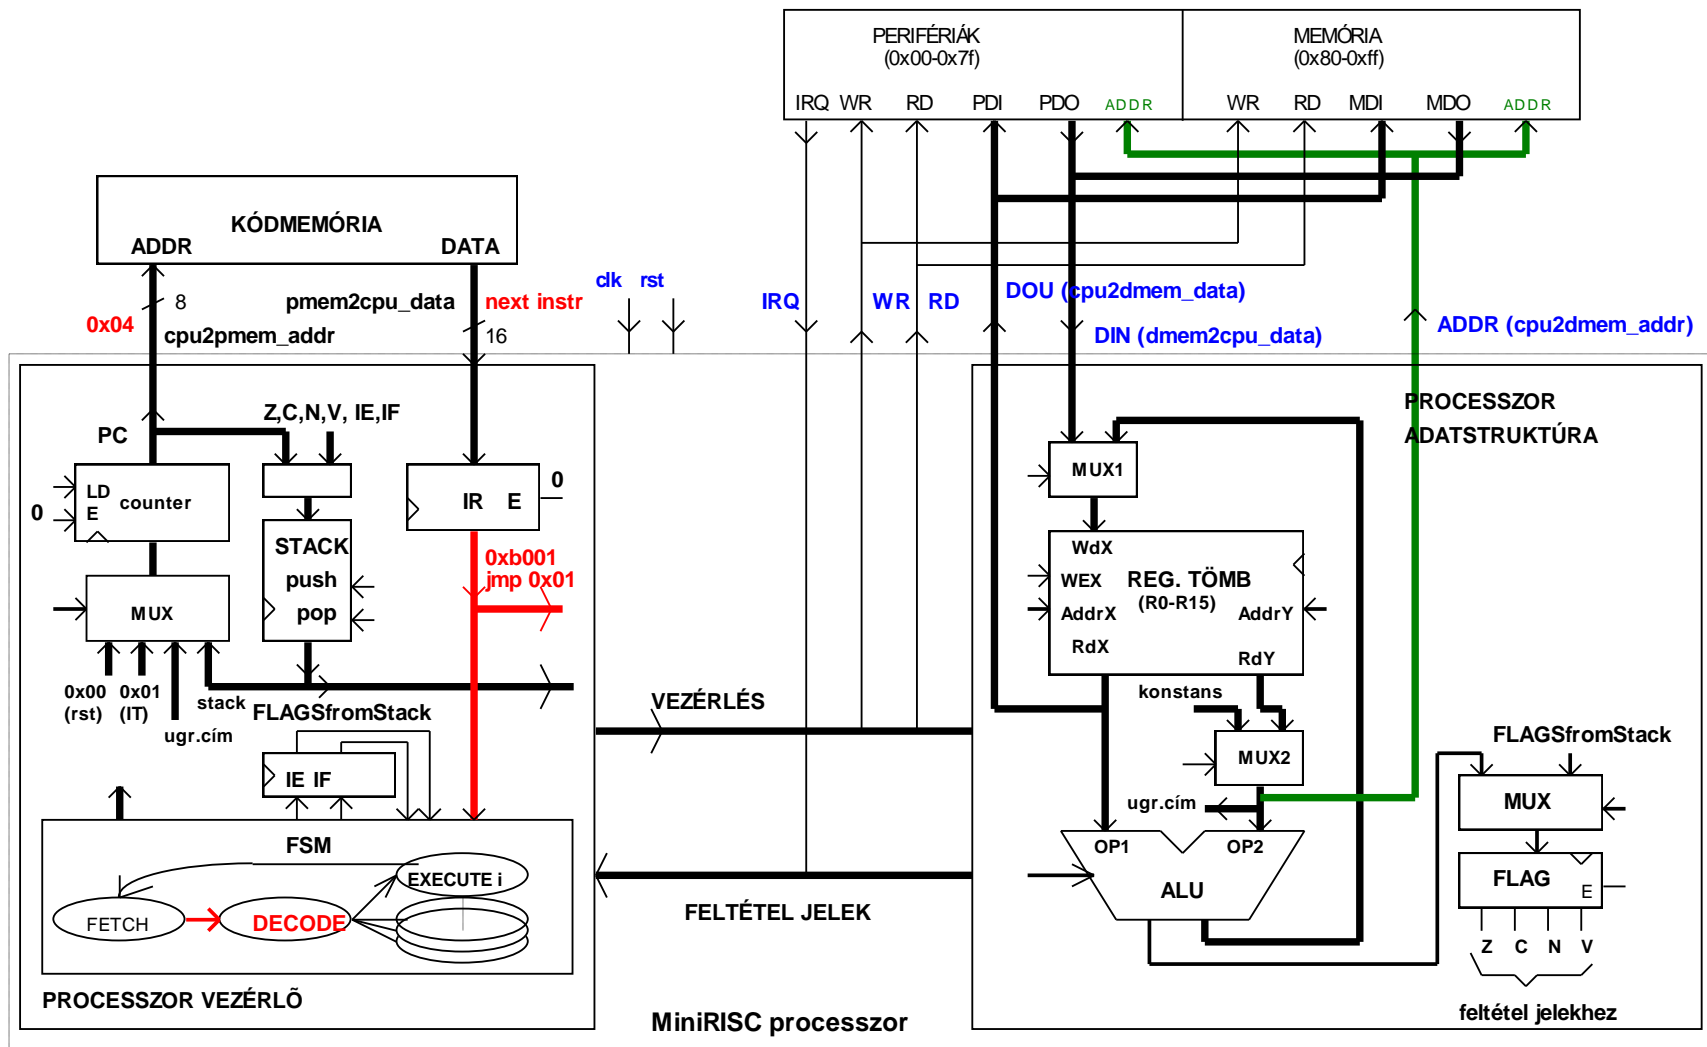 PERIFÉRIÁK
(0x00-0x7f)
MEMÓRIA
(0x80-0xff)
IRQ WR RD PDI PDO ADDR
WR RD MDI MDO ADDR
KÓDMEMÓRIA
ADDR DATA
8
0x04
cpu2pmem_addr
pmem2cpu_data
next instr
16
clk rst
IRQ
WR RD
DOU (cpu2dmem_data)
DIN (dmem2cpu_data)
ADDR (cpu2dmem_addr)
PC
Z,C,N,V, IE,IF
LD
E
counter
0
IR E
0
STACK
push
pop
0xb001
jmp 0x01
MUX
0x00
(rst)
0x01
(IT)
ugr.cím
stack
FLAGSfromStack
IE IF
FSM
FETCH
DECODE
EXECUTE i
PROCESSZOR VEZÉRLÕ
VEZÉRLÉS
FELTÉTEL JELEK
MiniRISC processzor
PROCESSZOR
ADATSTRUKTÚRA
MUX1
WdX
WEX
REG. TÖMB
(R0-R15)
AddrX
AddrY
RdX
RdY
konstans
MUX2
ugr.cím
OP1 OP2
ALU
FLAGSfromStack
MUX
FLAG
E
Z C N V
feltétel jelekhez